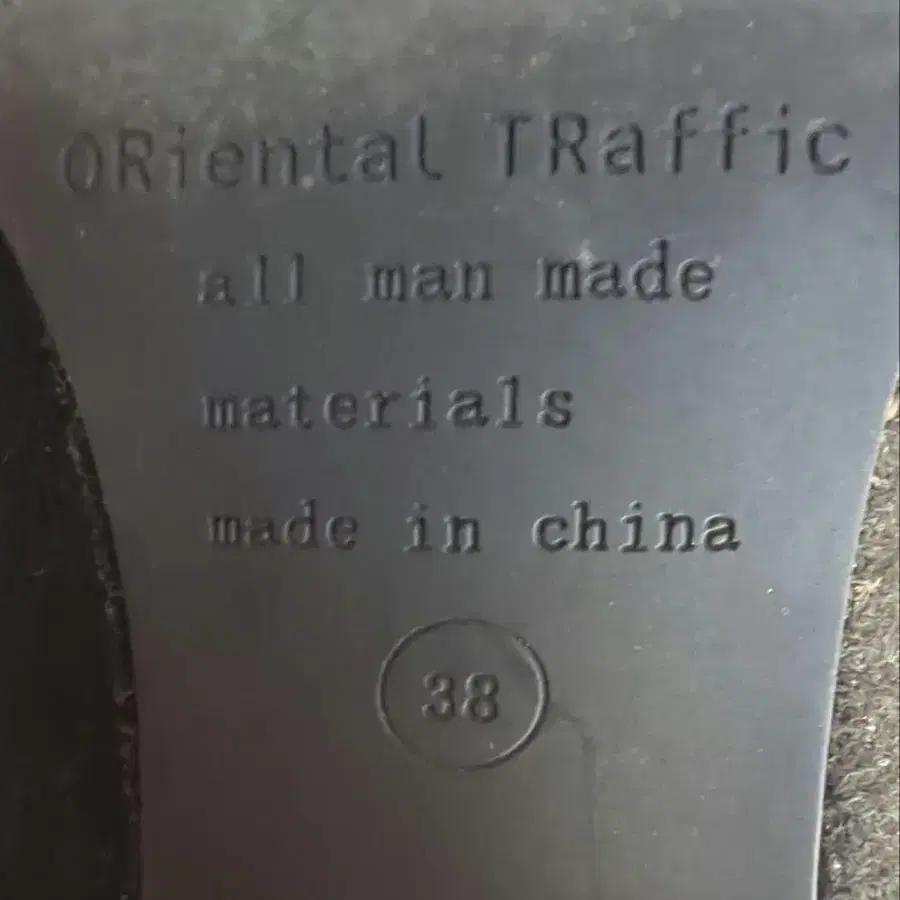 ORiental TRaffic
all man made
materials
made in china
38